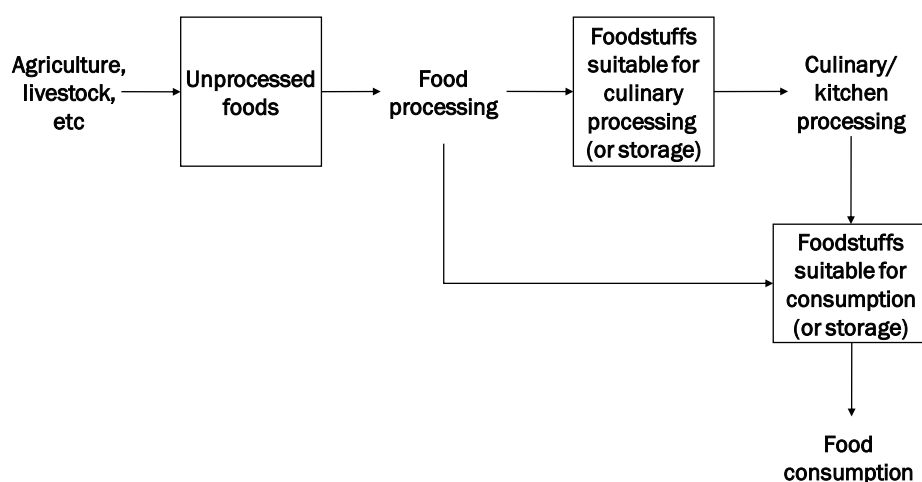 Agriculture,
livestock,
etc
Unprocessed
foods
Food
processing
Foodstuffs
suitable for
culinary
processing
(or storage)
Culinary/
kitchen
processing
Foodstuffs
suitable for
consumption
(or storage)
Food
consumption